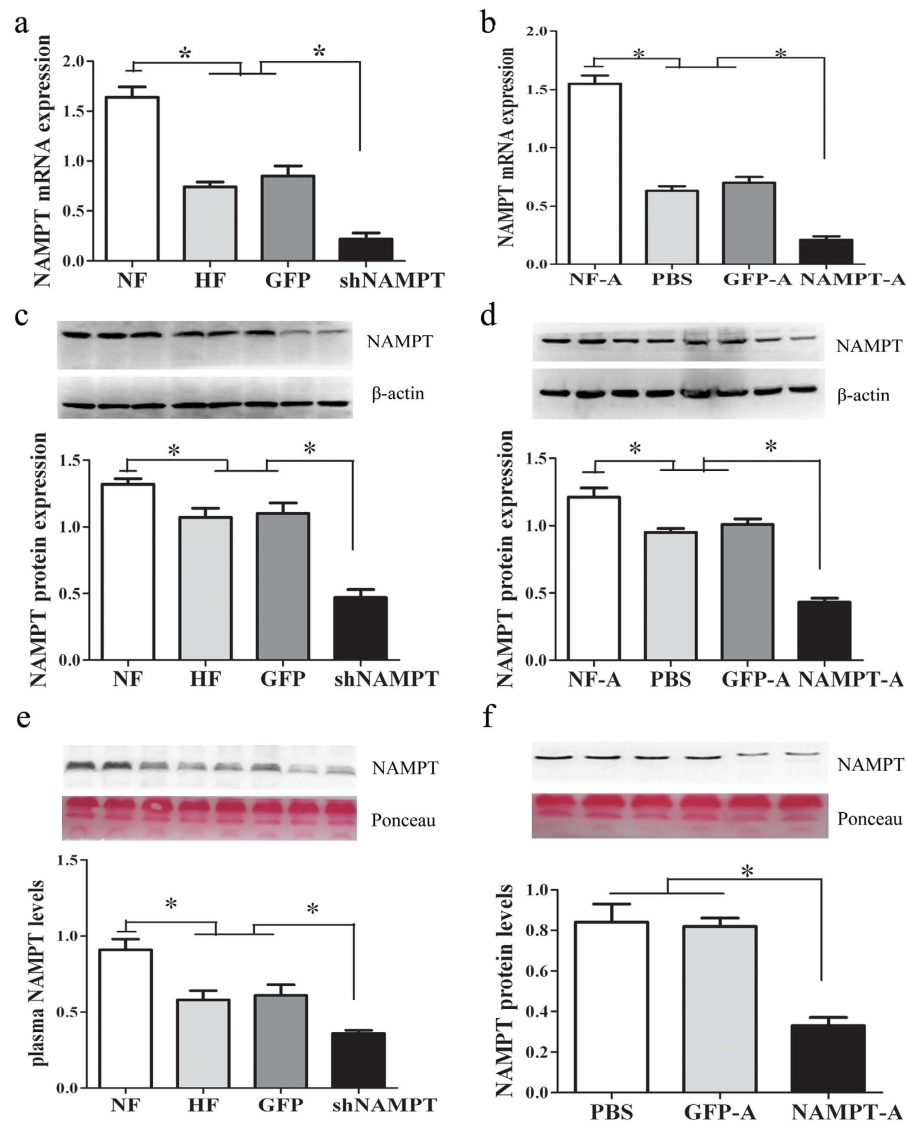 a
NAMPT mRNA expression
2.0
1.5
1.0
0.5
0.0
*
*
NF HF GFP shNAMPT
b
NAMPT mRNA expression
2.0
1.5
1.0
0.5
0.0
*
*
NF-A PBS GFP-A NAMPT-A
c
NAMPT
β-actin
NAMPT protein expression
1.5
1.0
0.5
0.0
*
*
NF HF GFP shNAMPT
d
NAMPT
β-actin
NAMPT protein expression
1.5
1.0
0.5
0.0
*
*
NF-A PBS GFP-A NAMPT-A
e
NAMPT
Ponceau
plasma NAMPT levels
1.5
1.0
0.5
0.0
*
*
NF HF GFP shNAMPT
f
NAMPT
Ponceau
NAMPT protein levels
1.0
0.8
0.6
0.4
0.2
0.0
*
PBS GFP-A NAMPT-A